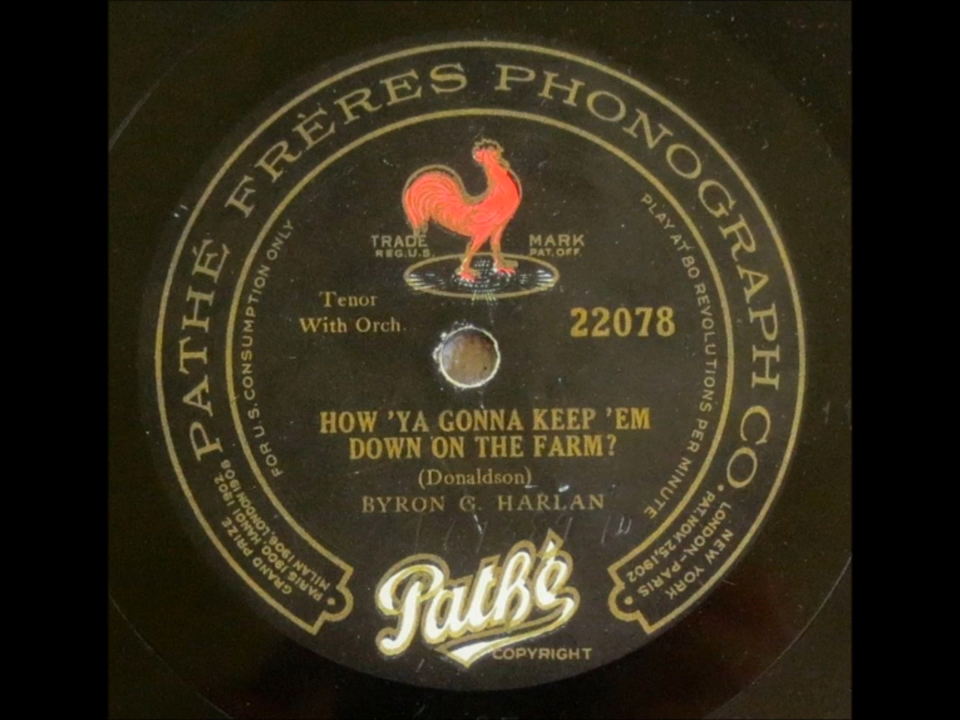 PATHÉ FRÈRES PHONOGRAPH CO
FOR U.S. CONSUMPTION ONLY
PLAY AT 80 REVOLUTIONS PER MINUTE
TRADE MARK
REG. U.S. PAT. OFF.
Tenor
With Orch.
22078
HOW 'YA GONNA KEEP 'EM
DOWN ON THE FARM?
(Donaldson)
BYRON G. HARLAN
GRAND PRIZE
PARIS 1900, HANOI 1902
MILAN 1906, LONDON 1908
NEW YORK
LONDON-PARIS
PAT. NOV. 25, 1902
Pathé
COPYRIGHT